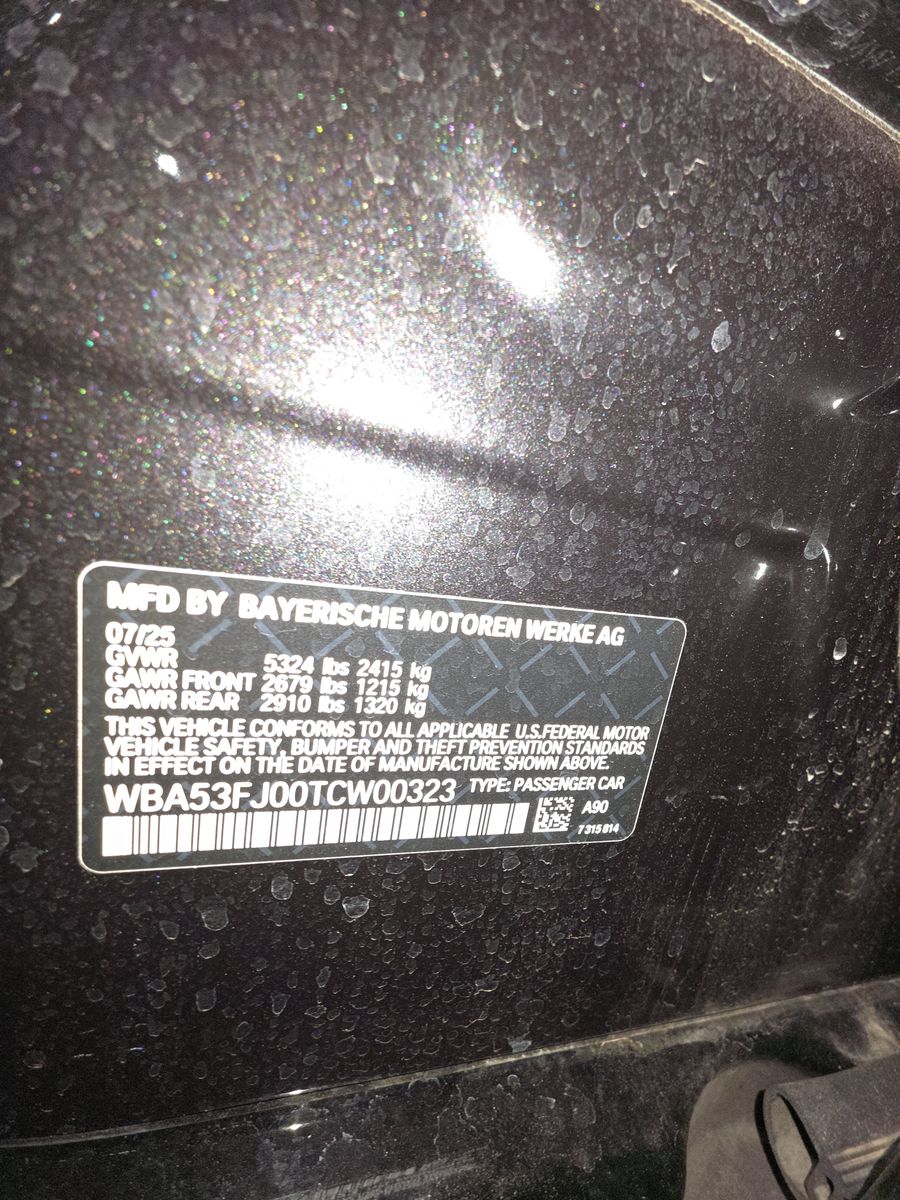 MFD BY BAYERISCHE MOTOREN WERKE AG
07/25
GVWR 5324 lbs 2415 kg
GAWR FRONT 2679 lbs 1215 kg
GAWR REAR 2910 lbs 1320 kg
THIS VEHICLE CONFORMS TO ALL APPLICABLE U.S.FEDERAL MOTOR
VEHICLE SAFETY, BUMPER AND THEFT PREVENTION STANDARDS
IN EFFECT ON THE DATE OF MANUFACTURE SHOWN ABOVE.
WBA53FJ00TCW00323 TYPE: PASSENGER CAR
A90
7 315 814